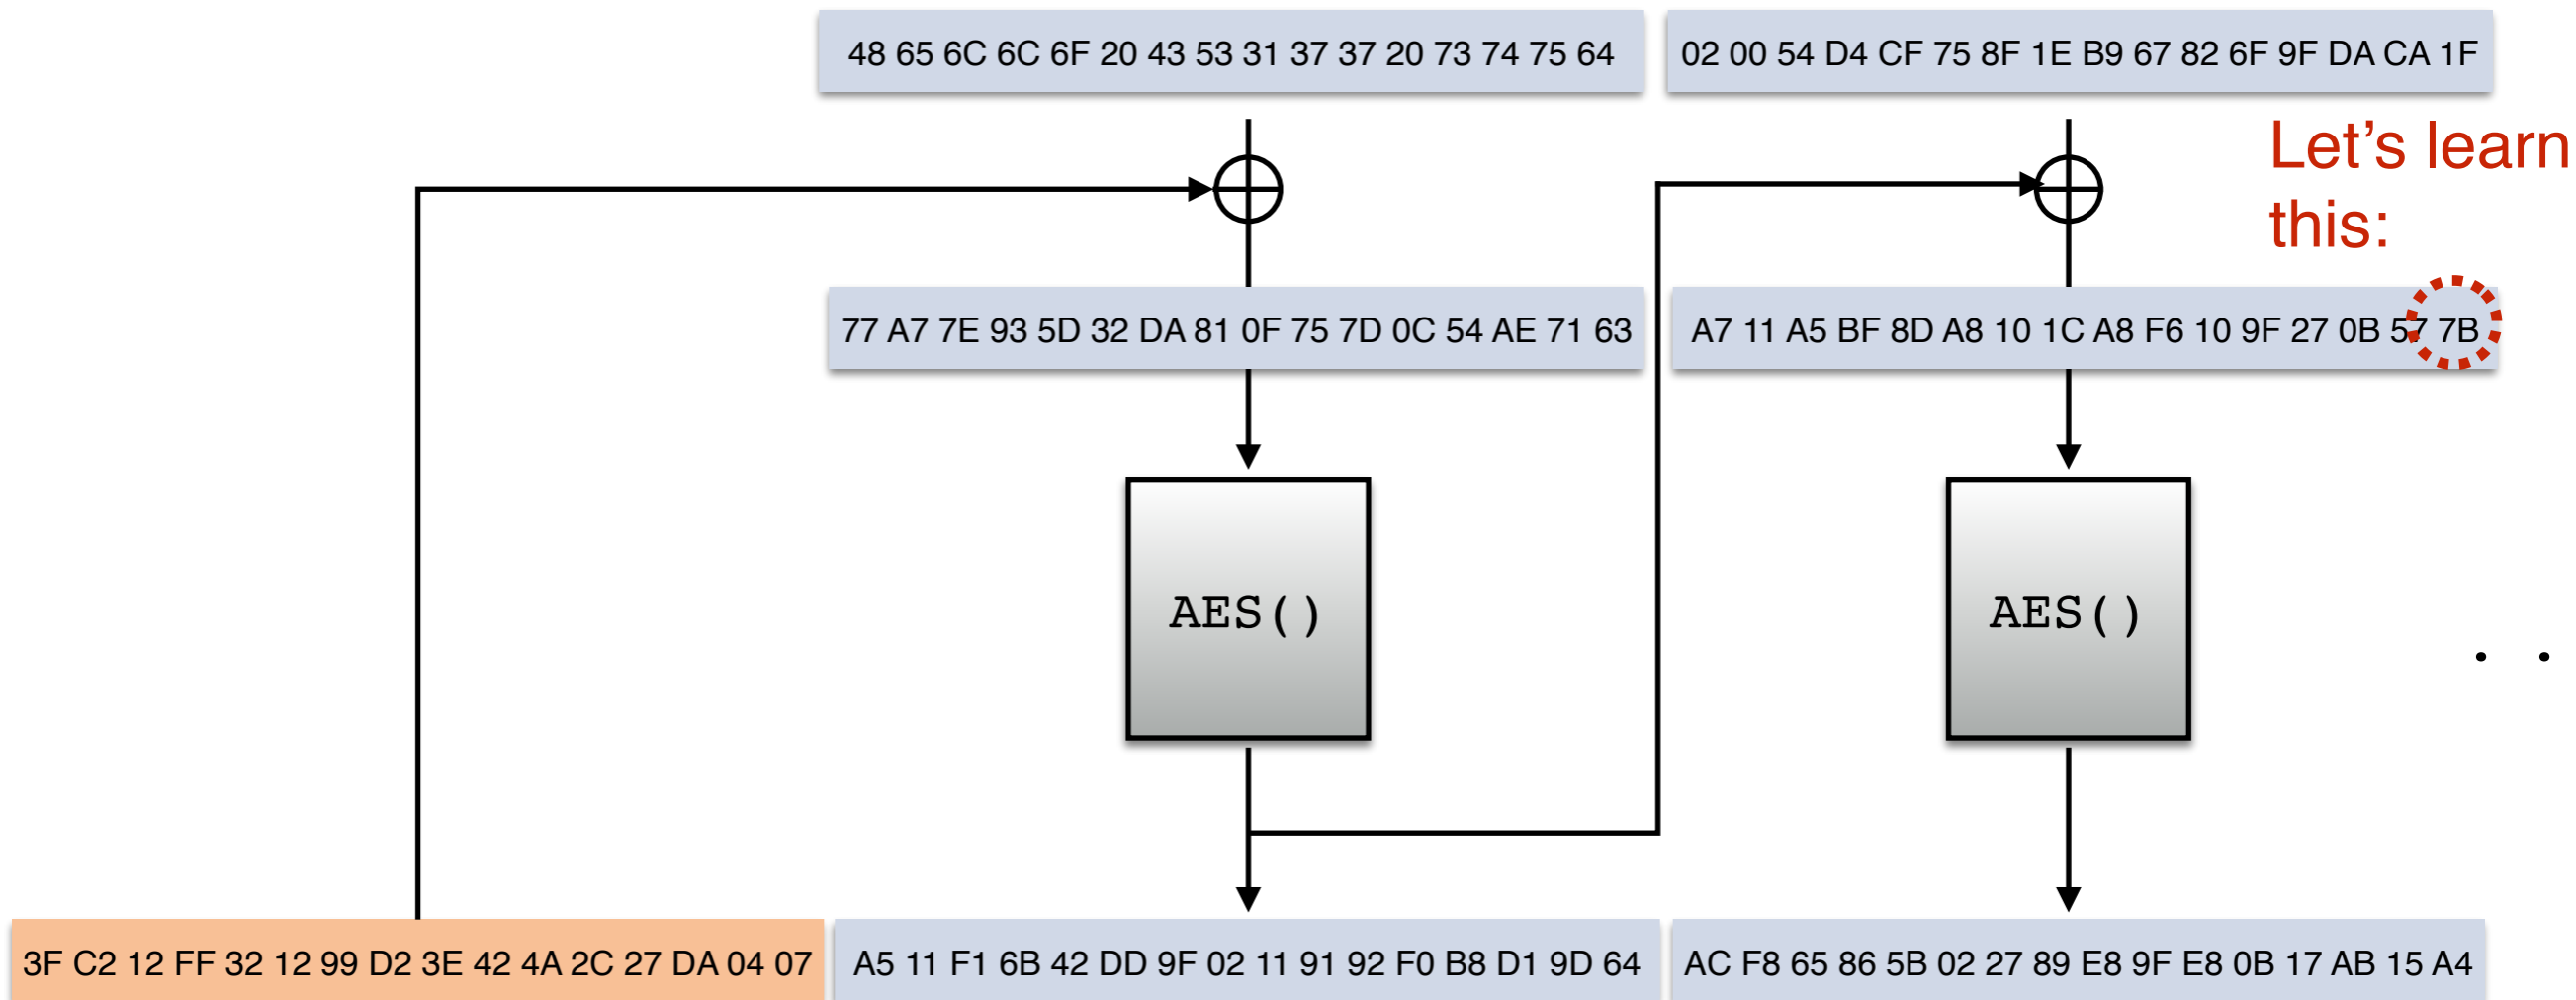 48 65 6C 6C 6F 20 43 53 31 37 37 20 73 74 75 64
02 00 54 D4 CF 75 8F 1E B9 67 82 6F 9F DA CA 1F
Let's learn
this:
77 A7 7E 93 5D 32 DA 81 0F 75 7D 0C 54 AE 71 63
A7 11 A5 BF 8D A8 10 1C A8 F6 10 9F 27 0B 57 7B
AES()
AES()
. .
3F C2 12 FF 32 12 99 D2 3E 42 4A 2C 27 DA 04 07
A5 11 F1 6B 42 DD 9F 02 11 91 92 F0 B8 D1 9D 64
AC F8 65 86 5B 02 27 89 E8 9F E8 0B 17 AB 15 A4